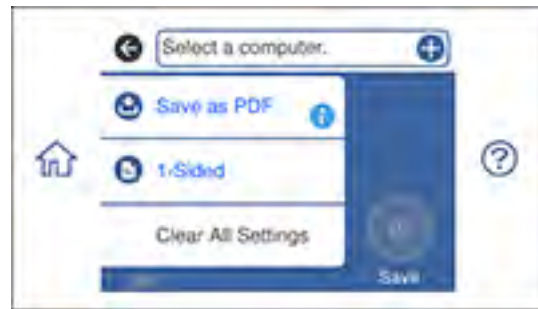 Select a computer.
Save as PDF
1-Sided
Clear All Settings
Save